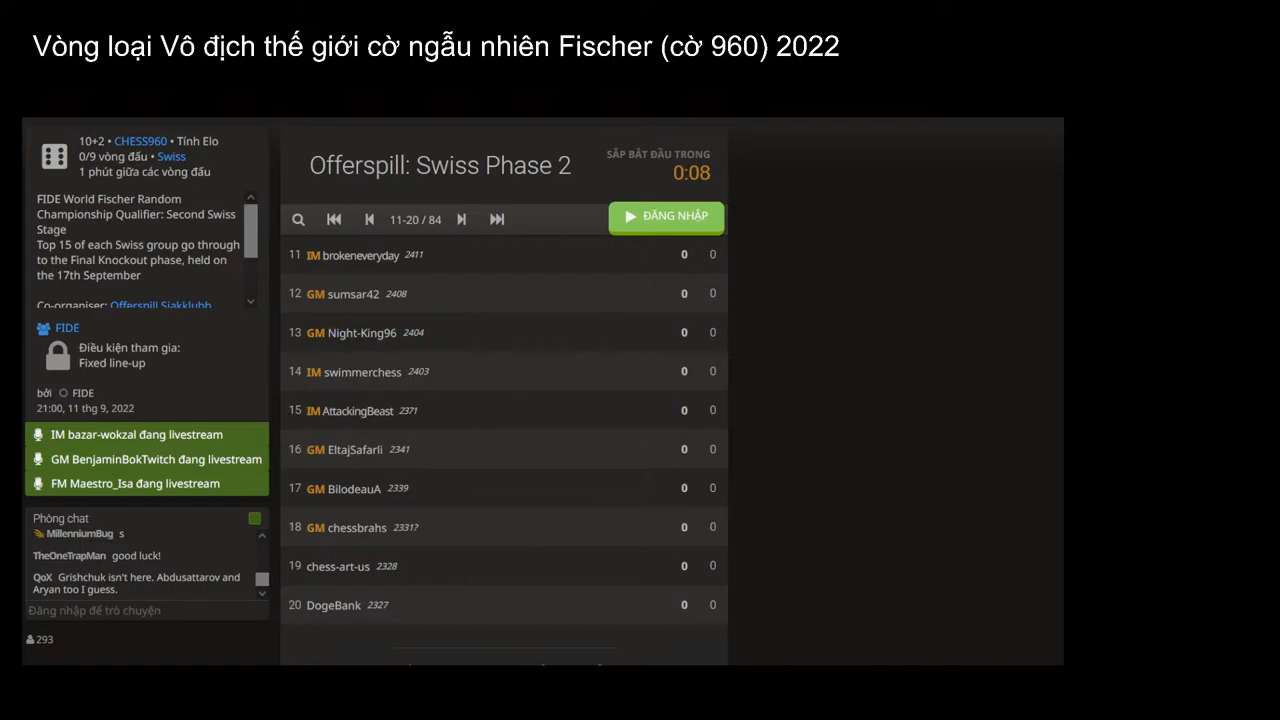 Vòng loại Vô địch thế giới cờ ngẫu nhiên Fischer (cờ 960) 2022
10+2 • CHESS960 • Tính Elo
0/9 vòng đấu • Swiss
1 phút giữa các vòng đấu
FIDE World Fischer Random
Championship Qualifier: Second Swiss
Stage
Top 15 of each Swiss group go through
to the Final Knockout phase, held on
the 17th September
Co-organiser: Offerspill Sjakklubb
FIDE
Điều kiện tham gia:
Fixed line-up
bởi FIDE
21:00, 11 thg 9, 2022
IM bazar-wokzal đang livestream
GM BenjaminBokTwitch đang livestream
FM Maestro_Isa đang livestream
Phòng chat
MillenniumBug s
TheOneTrapMan good luck!
QoX Grishchuk isn't here. Abdusattarov and
Aryan too I guess.
Đăng nhập để trò chuyện
293
Offerspill: Swiss Phase 2
SẮP BẮT ĐẦU TRONG
0:08
11-20 / 84
ĐĂNG NHẬP
11 IM brokeneveryday 2411 0 0
12 GM sumsar42 2408 0 0
13 GM Night-King96 2404 0 0
14 IM swimmerchess 2403 0 0
15 IM AttackingBeast 2371 0 0
16 GM EltajSafarli 2341 0 0
17 GM BilodeauA 2339 0 0
18 GM chessbrahs 2331? 0 0
19 chess-art-us 2328 0 0
20 DogeBank 2327 0 0